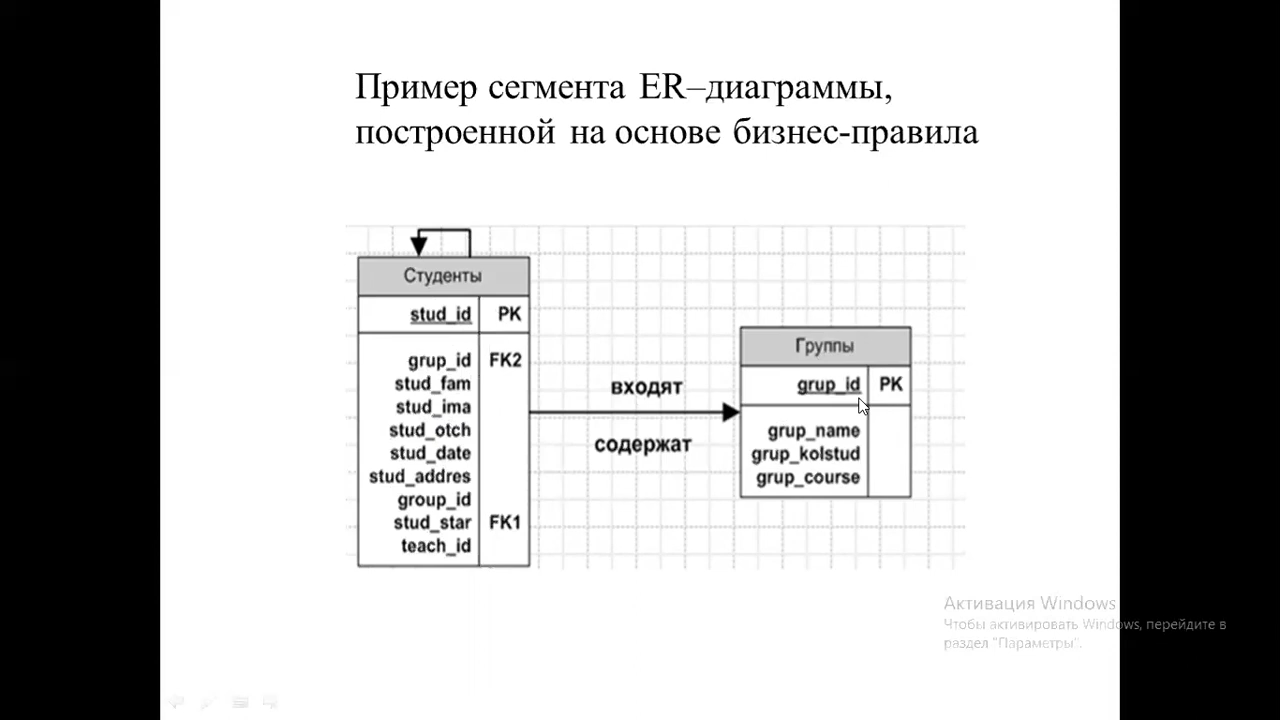 Пример сегмента ER–диаграммы,
построенной на основе бизнес-правила
Студенты
stud_id PK
grup_id FK2
stud_fam
stud_ima
stud_otch
stud_date
stud_addres
group_id
stud_star FK1
teach_id
входят
содержат
Группы
grup_id PK
grup_name
grup_kolstud
grup_course
Активация Windows
Чтобы активировать Windows, перейдите в
раздел "Параметры".